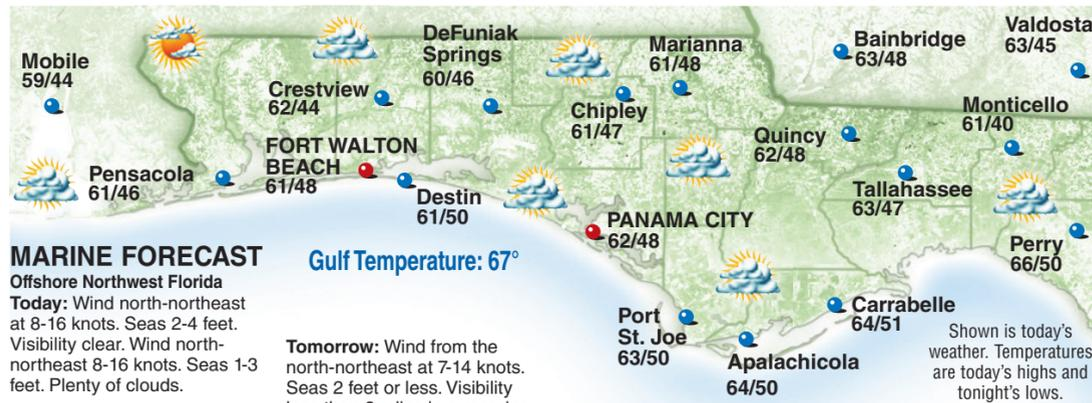 Mobile
59/44
Crestview
62/44
DeFuniak
Springs
60/46
Marianna
61/48
Chipley
61/47
Bainbridge
63/48
Valdosta
63/45
Monticello
61/40
Quincy
62/48
Tallahassee
63/47
Pensacola
61/46
FORT WALTON
BEACH
61/48
Destin
61/50
PANAMA CITY
62/48
Perry
66/50
Port
St. Joe
63/50
Apalachicola
64/50
Carrabelle
64/51
MARINE FORECAST
Offshore Northwest Florida
Today: Wind north-northeast
at 8-16 knots. Seas 2-4 feet.
Visibility clear. Wind north-
northeast 8-16 knots. Seas 1-3
feet. Plenty of clouds.
Gulf Temperature: 67°
Tomorrow: Wind from the
north-northeast at 7-14 knots.
Seas 2 feet or less. Visibility
Shown is today's
weather. Temperatures
are today's highs and
tonight's lows.